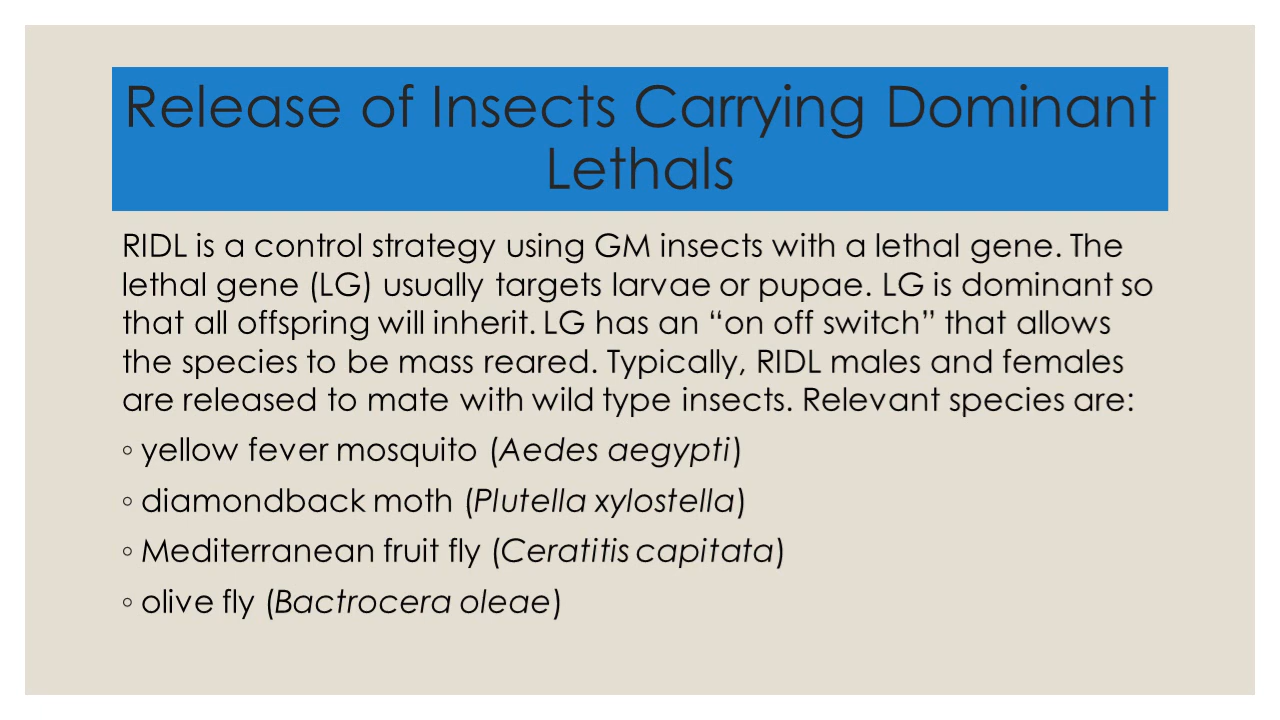 Release of Insects Carrying Dominant
Lethals
RIDL is a control strategy using GM insects with a lethal gene. The
lethal gene (LG) usually targets larvae or pupae. LG is dominant so
that all offspring will inherit. LG has an “on off switch” that allows
the species to be mass reared. Typically, RIDL males and females
are released to mate with wild type insects. Relevant species are:
◦ yellow fever mosquito (Aedes aegypti)
◦ diamondback moth (Plutella xylostella)
◦ Mediterranean fruit fly (Ceratitis capitata)
◦ olive fly (Bactrocera oleae)